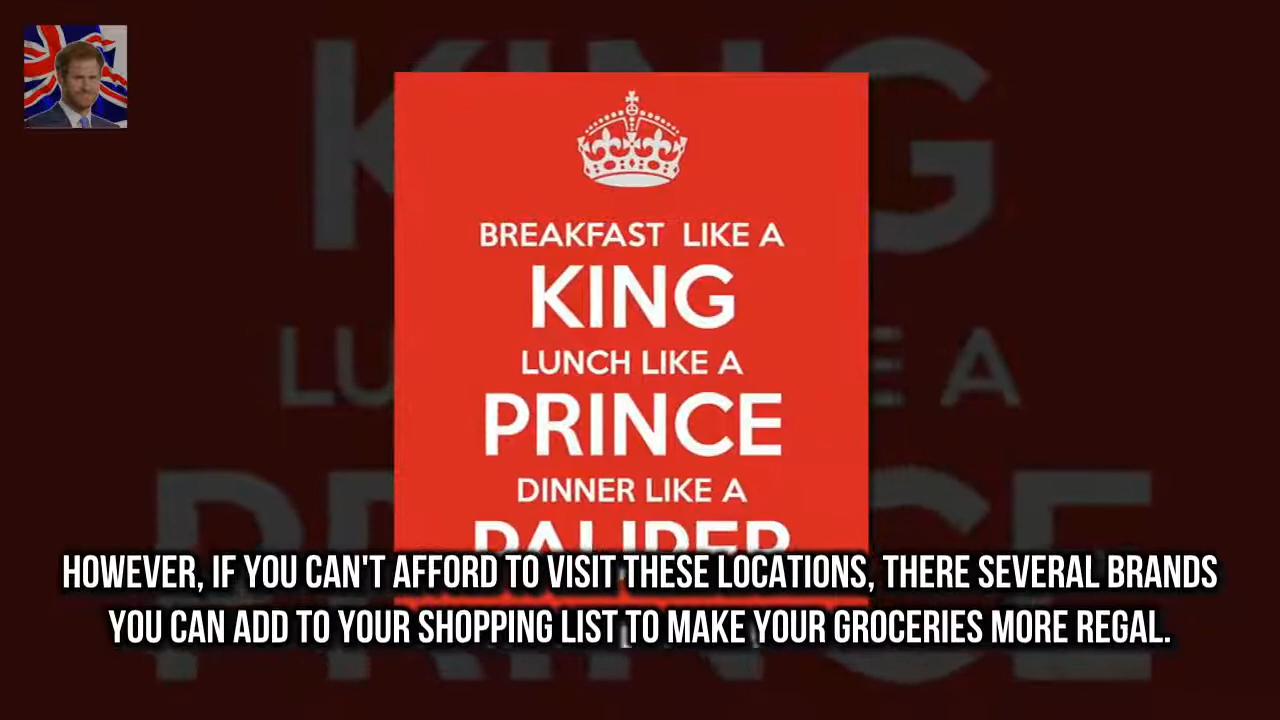 BREAKFAST LIKE A
KING
LUNCH LIKE A
PRINCE
DINNER LIKE A
PAUPER
HOWEVER, IF YOU CAN'T AFFORD TO VISIT THESE LOCATIONS, THERE SEVERAL BRANDS
YOU CAN ADD TO YOUR SHOPPING LIST TO MAKE YOUR GROCERIES MORE REGAL.